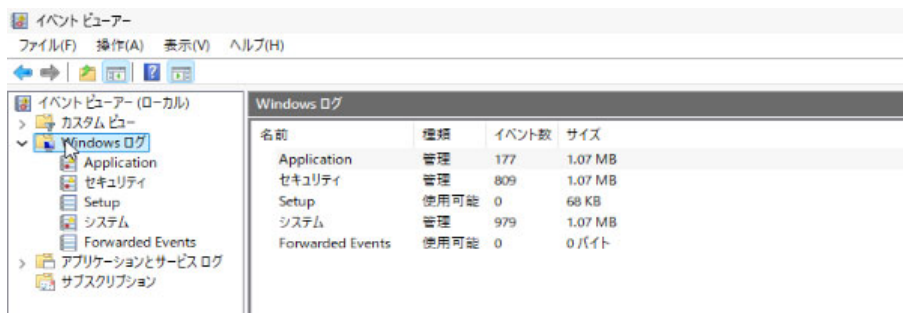 イベント ビューアー
ファイル(F) 操作(A) 表示(V) ヘルプ(H)
イベント ビューアー (ローカル)
カスタム ビュー
Windows ログ
Application
セキュリティ
Setup
システム
Forwarded Events
アプリケーションとサービス ログ
サブスクリプション
Windows ログ
名前 種類 イベント数 サイズ
Application 管理 177 1.07 MB
セキュリティ 管理 809 1.07 MB
Setup 使用可能 0 68 KB
システム 管理 979 1.07 MB
Forwarded Events 使用可能 0 0 バイト